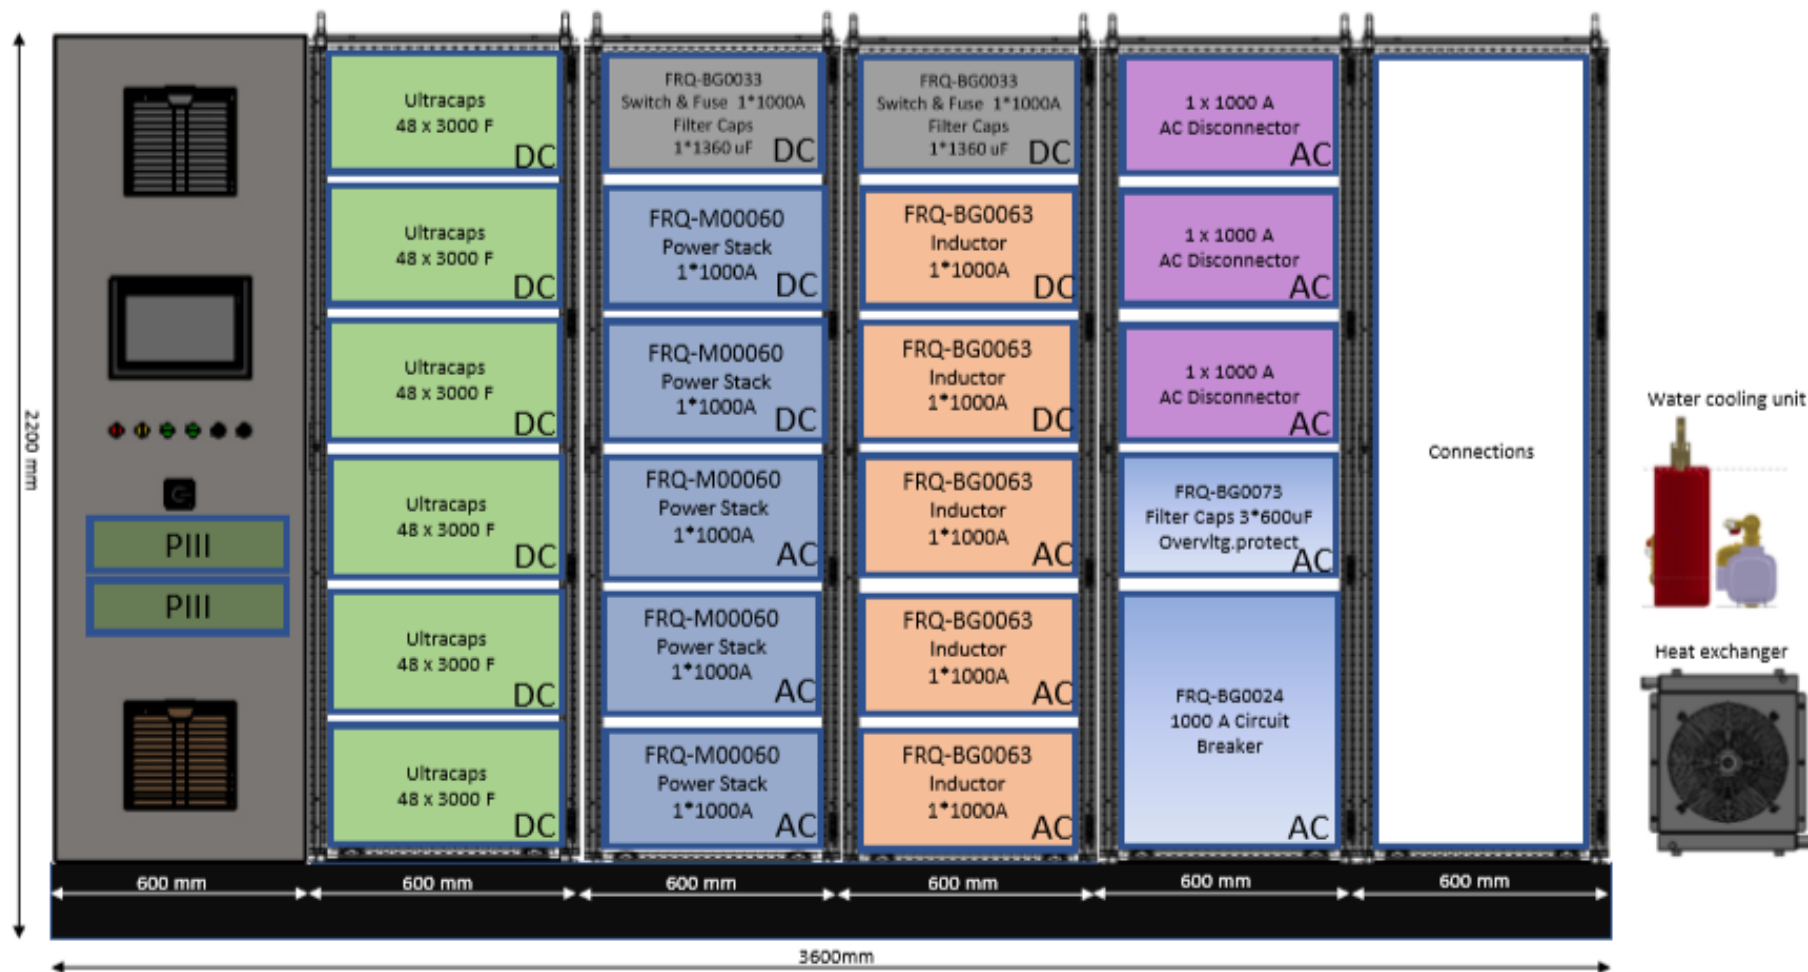 2200 mm
PIII
PIII
600 mm
Ultracaps
48 x 3000 F
DC
Ultracaps
48 x 3000 F
DC
Ultracaps
48 x 3000 F
DC
Ultracaps
48 x 3000 F
DC
Ultracaps
48 x 3000 F
DC
Ultracaps
48 x 3000 F
DC
600 mm
FRQ-BG0033
Switch & Fuse 1*1000A
Filter Caps
1*1360 uF
DC
FRQ-M00060
Power Stack
1*1000A
DC
FRQ-M00060
Power Stack
1*1000A
DC
FRQ-M00060
Power Stack
1*1000A
AC
FRQ-M00060
Power Stack
1*1000A
AC
FRQ-M00060
Power Stack
1*1000A
AC
600 mm
FRQ-BG0033
Switch & Fuse 1*1000A
Filter Caps
1*1360 uF
DC
FRQ-BG0063
Inductor
1*1000A
DC
FRQ-BG0063
Inductor
1*1000A
DC
FRQ-BG0063
Inductor
1*1000A
AC
FRQ-BG0063
Inductor
1*1000A
AC
FRQ-BG0063
Inductor
1*1000A
AC
600 mm
1 x 1000 A
AC Disconnector
AC
1 x 1000 A
AC Disconnector
AC
1 x 1000 A
AC Disconnector
AC
FRQ-BG0073
Filter Caps 3*600uF
Overvltg.protect
AC
FRQ-BG0024
1000 A Circuit
Breaker
AC
600 mm
Connections
600 mm
Water cooling unit
Heat exchanger
3600mm